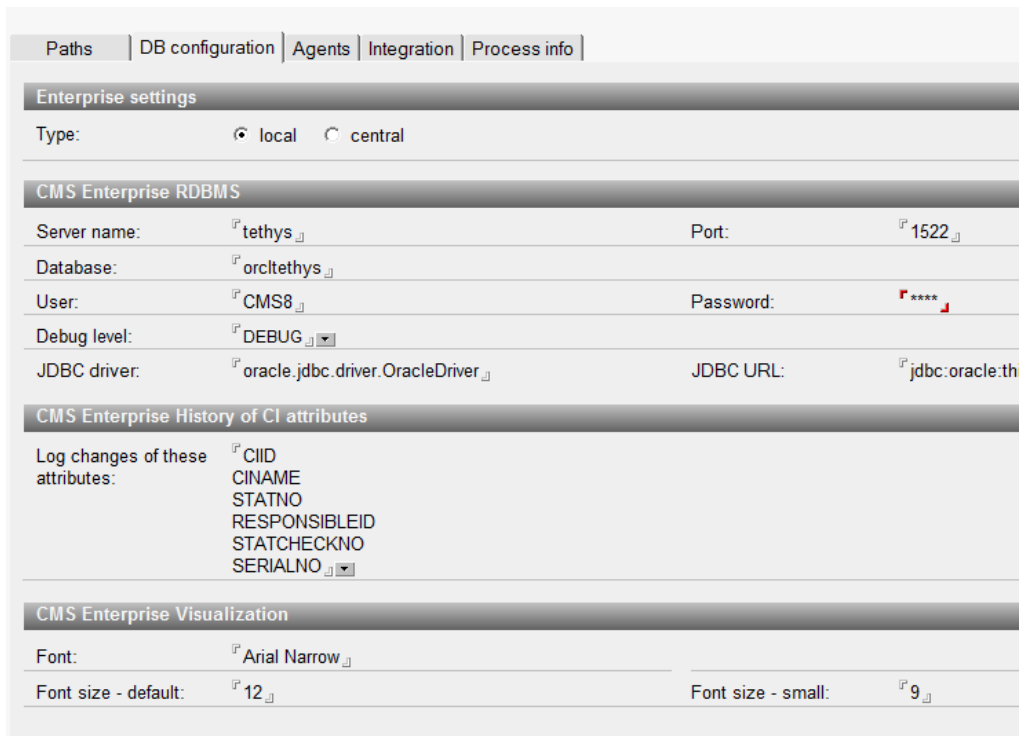 Paths DB configuration Agents Integration Process info
Enterprise settings
Type: local central
CMS Enterprise RDBMS
Server name: tethys Port: 1522
Database: orcltethys
User: CMS8 Password: ****
Debug level: DEBUG
JDBC driver: oracle.jdbc.driver.OracleDriver JDBC URL: jdbc:oracle:thi
CMS Enterprise History of CI attributes
Log changes of these CIID
attributes: CINAME
STATNO
RESPONSIBLEID
STATCHECKNO
SERIALNO
CMS Enterprise Visualization
Font: Arial Narrow
Font size - default: 12 Font size - small: 9